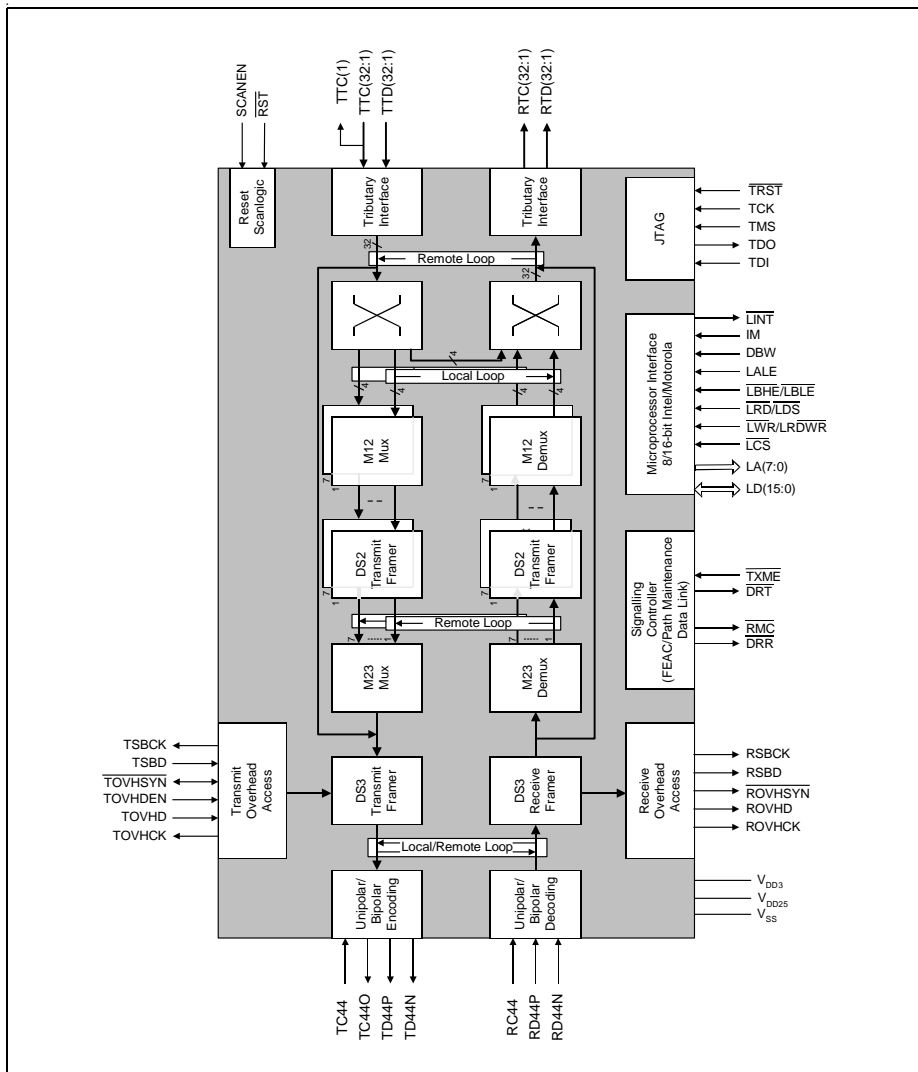 SCANEN
RST
TTC(1)
TTC(32:1)
TTD(32:1)
RTC(32:1)
RTD(32:1)
Reset
Scanlogic
Tributary
Interface
Tributary
Interface
JTAG
TRST
TCK
TMS
TDO
TDI
32
Remote Loop
32
4
4
Local Loop
4
4
4
Microprocessor Interface
8/16-bit Intel/Motorola
LINT
IM
DBW
LALE
LBHE/LBLE
LRD/LDS
LWR/LRDWR
LCS
LA(7:0)
LD(15:0)
M12
Mux
7
1
M12
Demux
7
1
DS2
Transmit
Framer
7
1
DS2
Transmit
Framer
7
1
Signalling
Controller
(FEAC/Path Maintenance
Data Link)
TXME
DRT
RMC
DRR
Remote Loop
7
1
7
1
M23
Mux
M23
Demux
TSBCK
TSBD
TOVHSYN
TOVHDEN
TOVHD
TOVHCK
Transmit
Overhead
Access
DS3
Transmit
Framer
DS3
Receive
Framer
Receive
Overhead
Access
RSBCK
RSBD
ROVHSYN
ROVHD
ROVHCK
Local/Remote Loop
Unipolar/
Bipolar
Encoding
Unipolar/
Bipolar
Decoding
VDD3
VDD25
VSS
TC44
TC44O
TD44P
TD44N
RC44
RD44P
RD44N